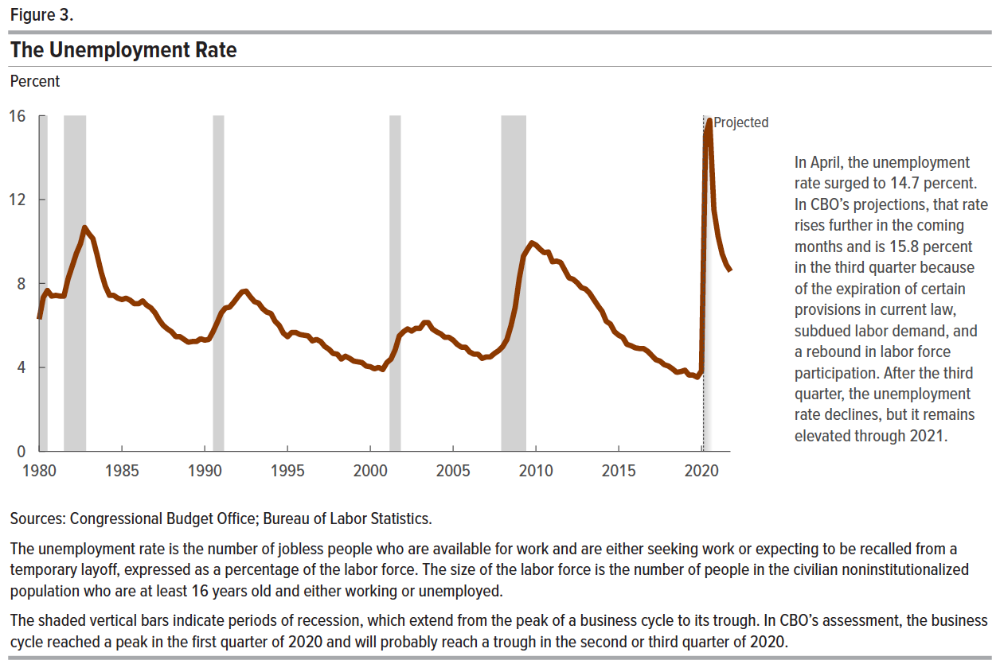 Figure 3.
The Unemployment Rate
Percent
16
12
8
4
0
1980 1985 1990 1995 2000 2005 2010 2015 2020
Projected
In April, the unemployment
rate surged to 14.7 percent.
In CBO’s projections, that rate
rises further in the coming
months and is 15.8 percent
in the third quarter because
of the expiration of certain
provisions in current law,
subdued labor demand, and
a rebound in labor force
participation. After the third
quarter, the unemployment
rate declines, but it remains
elevated through 2021.
Sources: Congressional Budget Office; Bureau of Labor Statistics.
The unemployment rate is the number of jobless people who are available for work and are either seeking work or expecting to be recalled from a
temporary layoff, expressed as a percentage of the labor force. The size of the labor force is the number of people in the civilian noninstitutionalized
population who are at least 16 years old and either working or unemployed.
The shaded vertical bars indicate periods of recession, which extend from the peak of a business cycle to its trough. In CBO’s assessment, the business
cycle reached a peak in the first quarter of 2020 and will probably reach a trough in the second or third quarter of 2020.